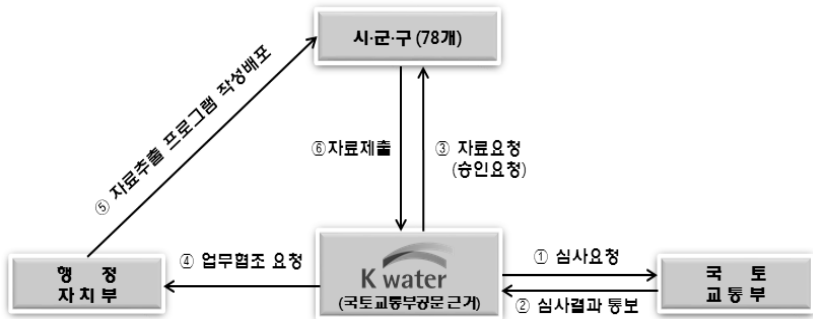 시·군·구 (78개)
⑤ 자료추출 프로그램 작성배포
⑥자료제출
③ 자료요청
(승인요청)
④ 업무협조 요청
① 심사요청
행 정
자치부
K water
(국토교통부공문 근거)
국 토
교통부
② 심사결과 통보